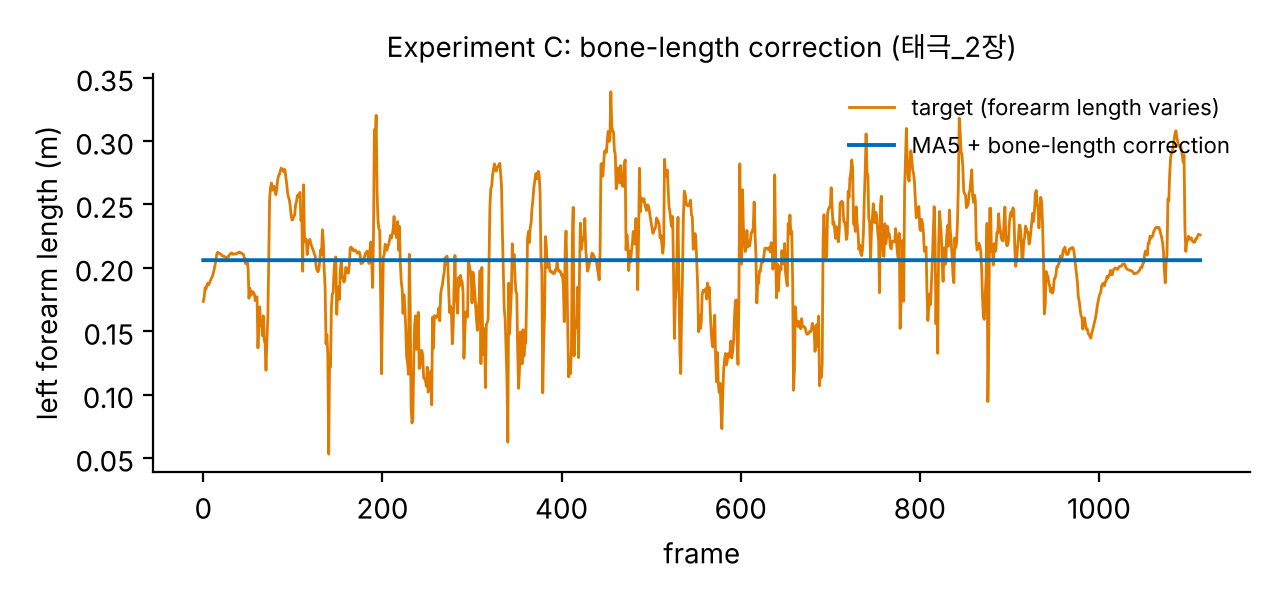 Experiment C: bone-length correction (태극_2장)
target (forearm length varies)
MA5 + bone-length correction
left forearm length (m)
0.35
0.30
0.25
0.20
0.15
0.10
0.05
0 200 400 600 800 1000
frame